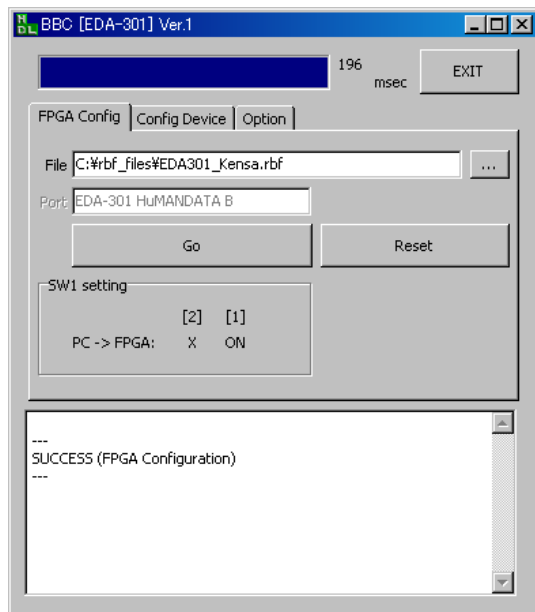 HDL BBC [EDA-301] Ver.1
196 msec
EXIT
FPGA Config Config Device Option
File C:¥rbf_files¥EDA301_Kensa.rbf ...
Port EDA-301 HuMANDATA B
Go Reset
SW1 setting
[2] [1]
PC -> FPGA: X ON
---
SUCCESS (FPGA Configuration)
---